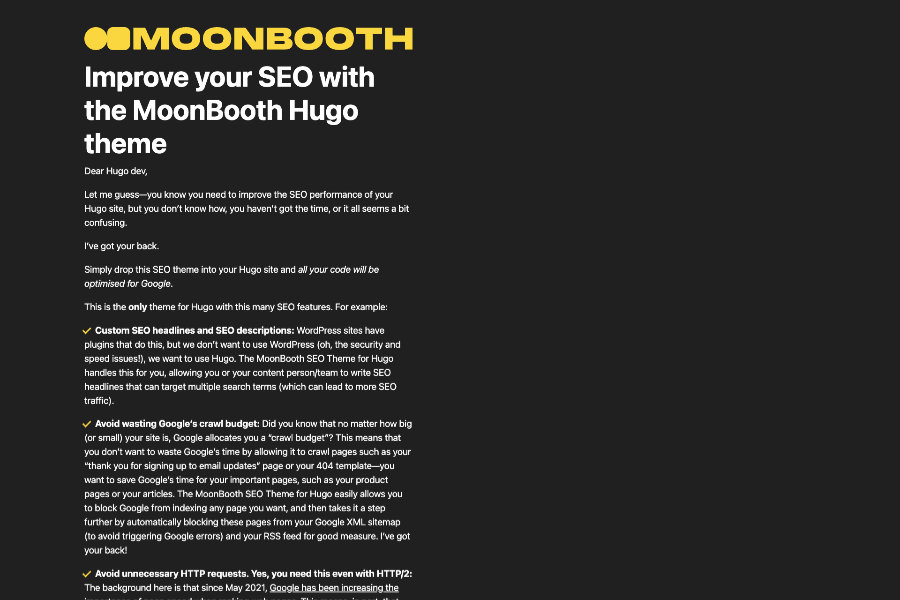 MOONBOOTH
Improve your SEO with
the MoonBooth Hugo
theme
Dear Hugo dev,
Let me guess—you know you need to improve the SEO performance of your
Hugo site, but you don't know how, you haven't got the time, or it all seems a bit
confusing.
I've got your back.
Simply drop this SEO theme into your Hugo site and all your code will be
optimised for Google.
This is the only theme for Hugo with this many SEO features. For example:
Custom SEO headlines and SEO descriptions: WordPress sites have
plugins that do this, but we don't want to use WordPress (oh, the security and
speed issues!), we want to use Hugo. The MoonBooth SEO Theme for Hugo
handles this for you, allowing you or your content person/team to write SEO
headlines that can target multiple search terms (which can lead to more SEO
traffic).
Avoid wasting Google's crawl budget: Did you know that no matter how big
(or small) your site is, Google allocates you a "crawl budget"? This means that
you don't want to waste Google's time by allowing it to crawl pages such as your
"thank you for signing up to email updates" page or your 404 template—you
want to save Google's time for your important pages, such as your product
pages or your articles. The MoonBooth SEO Theme for Hugo easily allows you
to block Google from indexing any page you want, and then takes it a step
further by automatically blocking these pages from your Google XML sitemap
(to avoid triggering Google errors) and your RSS feed for good measure. I've got
your back!
Avoid unnecessary HTTP requests. Yes, you need this even with HTTP/2:
The background here is that since May 2021, Google has been increasing the